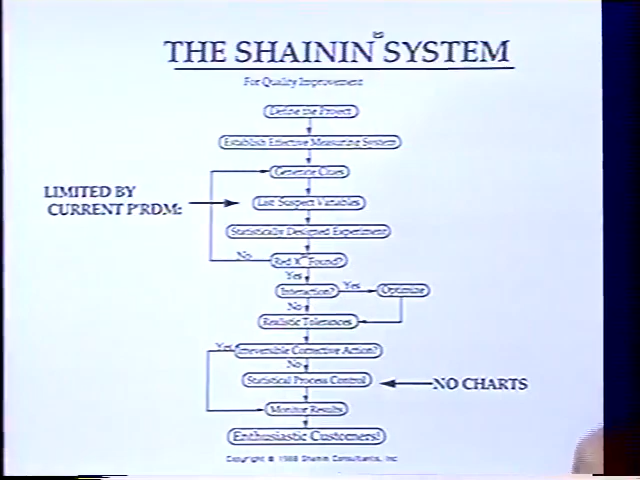 THE SHAININ SYSTEM
For Quality Improvement
Define the Project
Establish Effective Measuring System
Generate Clues
LIMITED BY
CURRENT P'RDM:
List Suspect Variables
Statistically Designed Experiment
No
Red X Found?
Yes
Interaction?
Yes
Optimize
No
Realistic Tolerances
Yes
Irreversible Corrective Action?
No
Statistical Process Control
NO CHARTS
Monitor Results
Enthusiastic Customers!
Copyright © 1988 Shainin Consultants, Inc